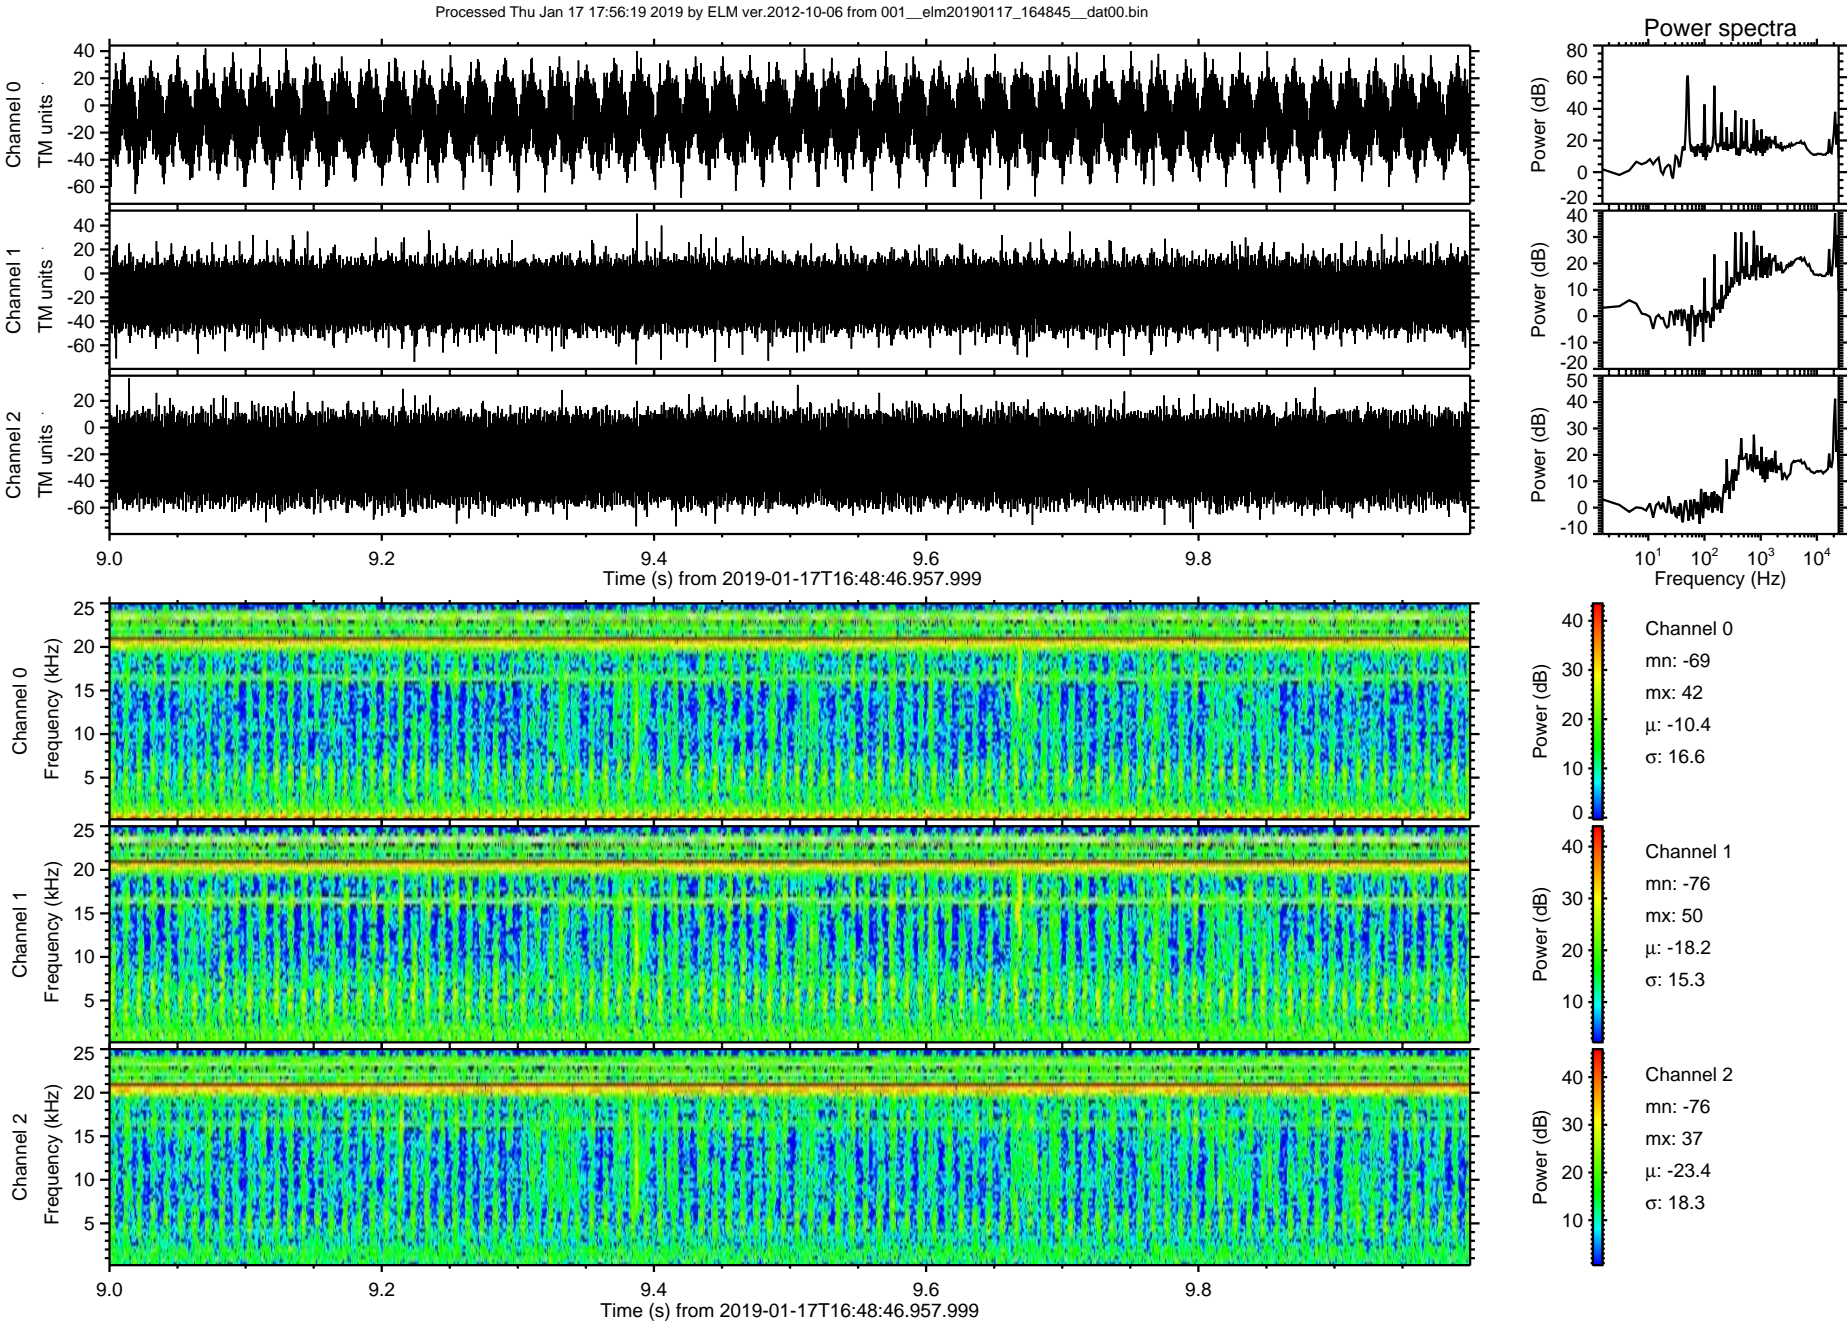 Processed Thu Jan 17 17:56:19 2019 by ELM ver.2012-10-06 from 001__elm20190117_164845__dat00.bin
Power spectra
Channel 0
TM units
40
20
0
-20
-40
-60
Power (dB)
80
60
40
20
0
-20
Channel 1
TM units
40
20
0
-20
-40
-60
Power (dB)
40
30
20
10
0
-10
-20
Channel 2
TM units
20
0
-20
-40
-60
Power (dB)
50
40
30
20
10
0
-10
9.0 9.2 9.4 9.6 9.8
Time (s) from 2019-01-17T16:48:46.957.999
10¹ 10² 10³ 10⁴
Frequency (Hz)
Channel 0
Frequency (kHz)
25
20
15
10
5
Power (dB)
40
30
20
10
0
Channel 0
mn: -69
mx: 42
μ: -10.4
σ: 16.6
Channel 1
Frequency (kHz)
25
20
15
10
5
Power (dB)
40
30
20
10
Channel 1
mn: -76
mx: 50
μ: -18.2
σ: 15.3
Channel 2
Frequency (kHz)
25
20
15
10
5
Power (dB)
40
30
20
10
Channel 2
mn: -76
mx: 37
μ: -23.4
σ: 18.3
9.0 9.2 9.4 9.6 9.8
Time (s) from 2019-01-17T16:48:46.957.999